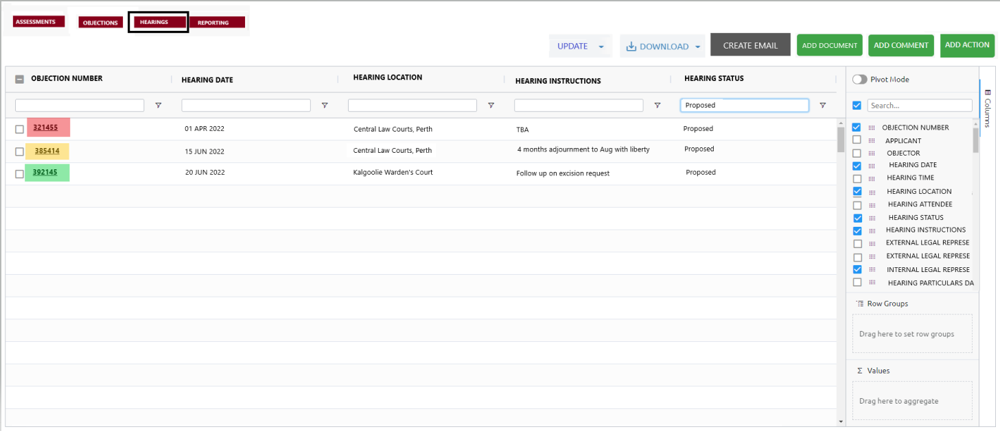 ASSESSMENTS OBJECTIONS HEARINGS REPORTING
UPDATE DOWNLOAD CREATE EMAIL ADD DOCUMENT ADD COMMENT ADD ACTION
OBJECTION NUMBER HEARING DATE HEARING LOCATION HEARING INSTRUCTIONS HEARING STATUS
Proposed
321455 01 APR 2022 Central Law Courts, Perth TBA Proposed
385414 15 JUN 2022 Central Law Courts, Perth 4 months adjournment to Aug with liberty Proposed
392145 20 JUN 2022 Kalgoolie Warden's Court Follow up on excision request Proposed
Pivot Mode
Search...
OBJECTION NUMBER
APPLICANT
OBJECTOR
HEARING DATE
HEARING TIME
HEARING LOCATION
HEARING ATTENDEE
HEARING STATUS
HEARING INSTRUCTIONS
EXTERNAL LEGAL REPRESE
EXTERNAL LEGAL REPRESE
INTERNAL LEGAL REPRESE
HEARING PARTICULARS DA
Row Groups
Drag here to set row groups
Σ Values
Drag here to aggregate
Columns